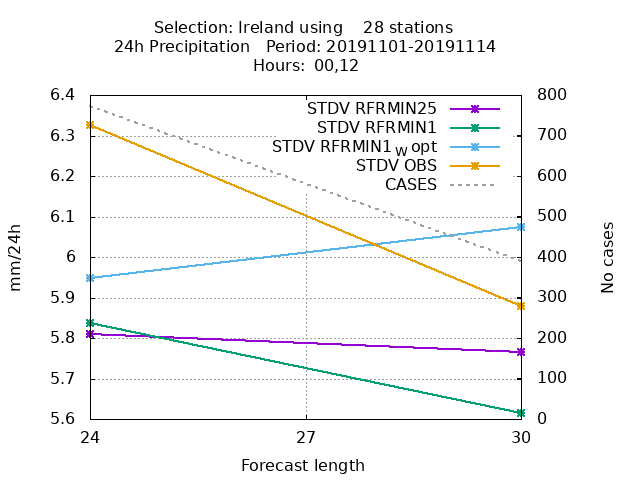 Selection: Ireland using    28 stations
24h Precipitation   Period: 20191101-20191114
Hours:  00,12
6.4
6.3
6.2
6.1
6
5.9
5.8
5.7
5.6
mm/24h
STDV RFRMIN25
STDV RFRMIN1
STDV RFRMIN1_W opt
STDV OBS
CASES
800
700
600
500
400
300
200
100
0
No cases
24 27 30
Forecast length